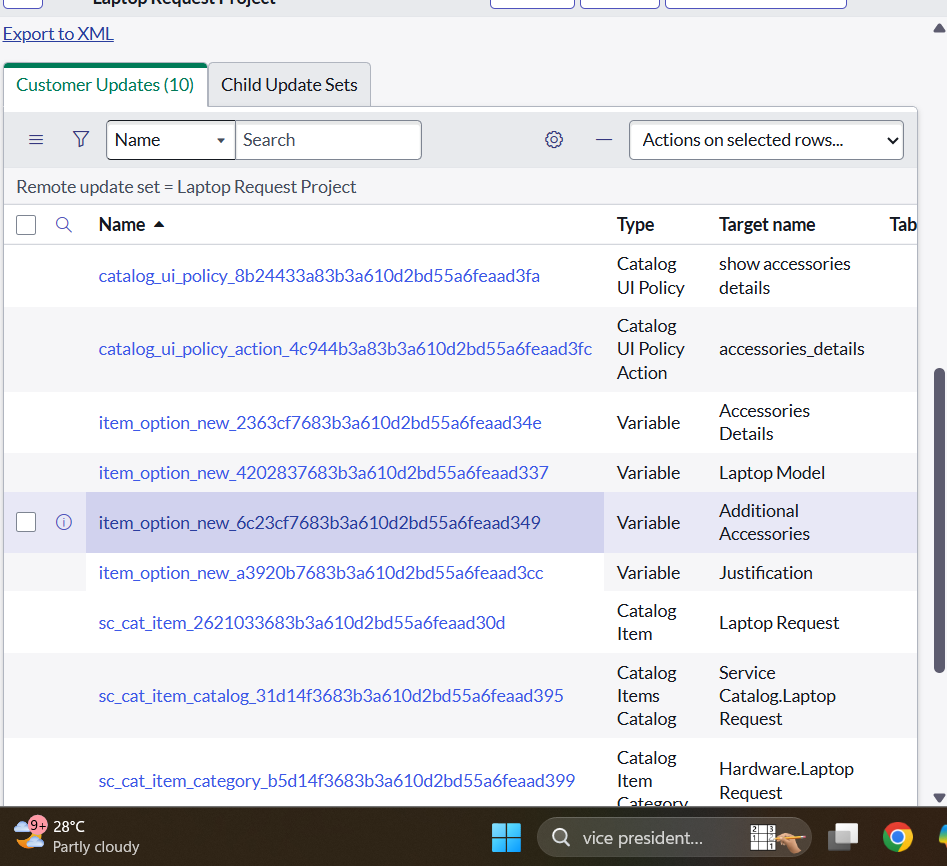 Laptop Request Project
Export to XML
Customer Updates (10)
Child Update Sets
Name
Search
Actions on selected rows...
Remote update set = Laptop Request Project
Name Type Target name Tab
catalog_ui_policy_8b24433a83b3a610d2bd55a6feaad3fa
Catalog
UI Policy
show accessories
details
catalog_ui_policy_action_4c944b3a83b3a610d2bd55a6feaad3fc
Catalog
UI Policy
Action
accessories_details
item_option_new_2363cf7683b3a610d2bd55a6feaad34e
Variable
Accessories
Details
item_option_new_4202837683b3a610d2bd55a6feaad337
Variable
Laptop Model
item_option_new_6c23cf7683b3a610d2bd55a6feaad349
Variable
Additional
Accessories
item_option_new_a3920b7683b3a610d2bd55a6feaad3cc
Variable
Justification
sc_cat_item_2621033683b3a610d2bd55a6feaad30d
Catalog
Item
Laptop Request
sc_cat_item_catalog_31d14f3683b3a610d2bd55a6feaad395
Catalog
Items
Catalog
Service
Catalog.Laptop
Request
sc_cat_item_category_b5d14f3683b3a610d2bd55a6feaad399
Catalog
Item
Category
Hardware.Laptop
Request
9+
28°C
Partly cloudy
vice president...